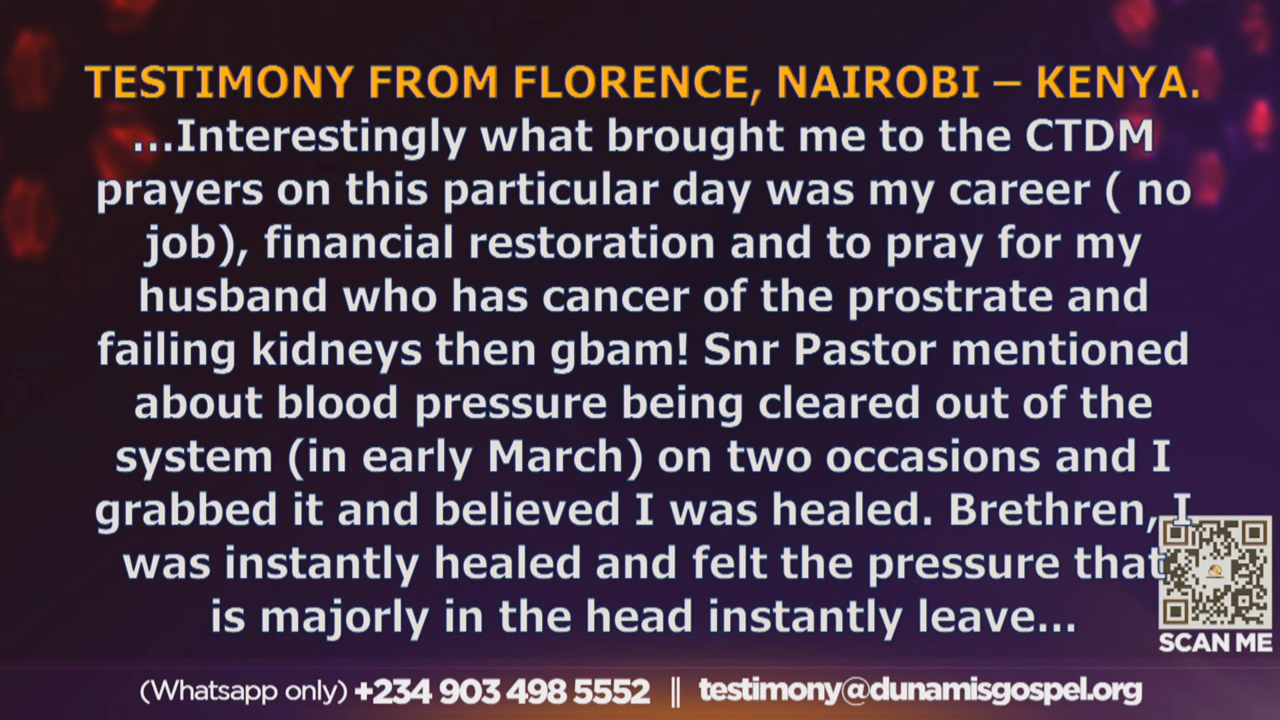 TESTIMONY FROM FLORENCE, NAIROBI – KENYA.
...Interestingly what brought me to the CTDM
prayers on this particular day was my career ( no
job), financial restoration and to pray for my
husband who has cancer of the prostrate and
failing kidneys then gbam! Snr Pastor mentioned
about blood pressure being cleared out of the
system (in early March) on two occasions and I
grabbed it and believed I was healed. Brethren, I
was instantly healed and felt the pressure that
is majorly in the head instantly leave...
SCAN ME
(Whatsapp only) +234 903 498 5552 || testimony@dunamisgospel.org